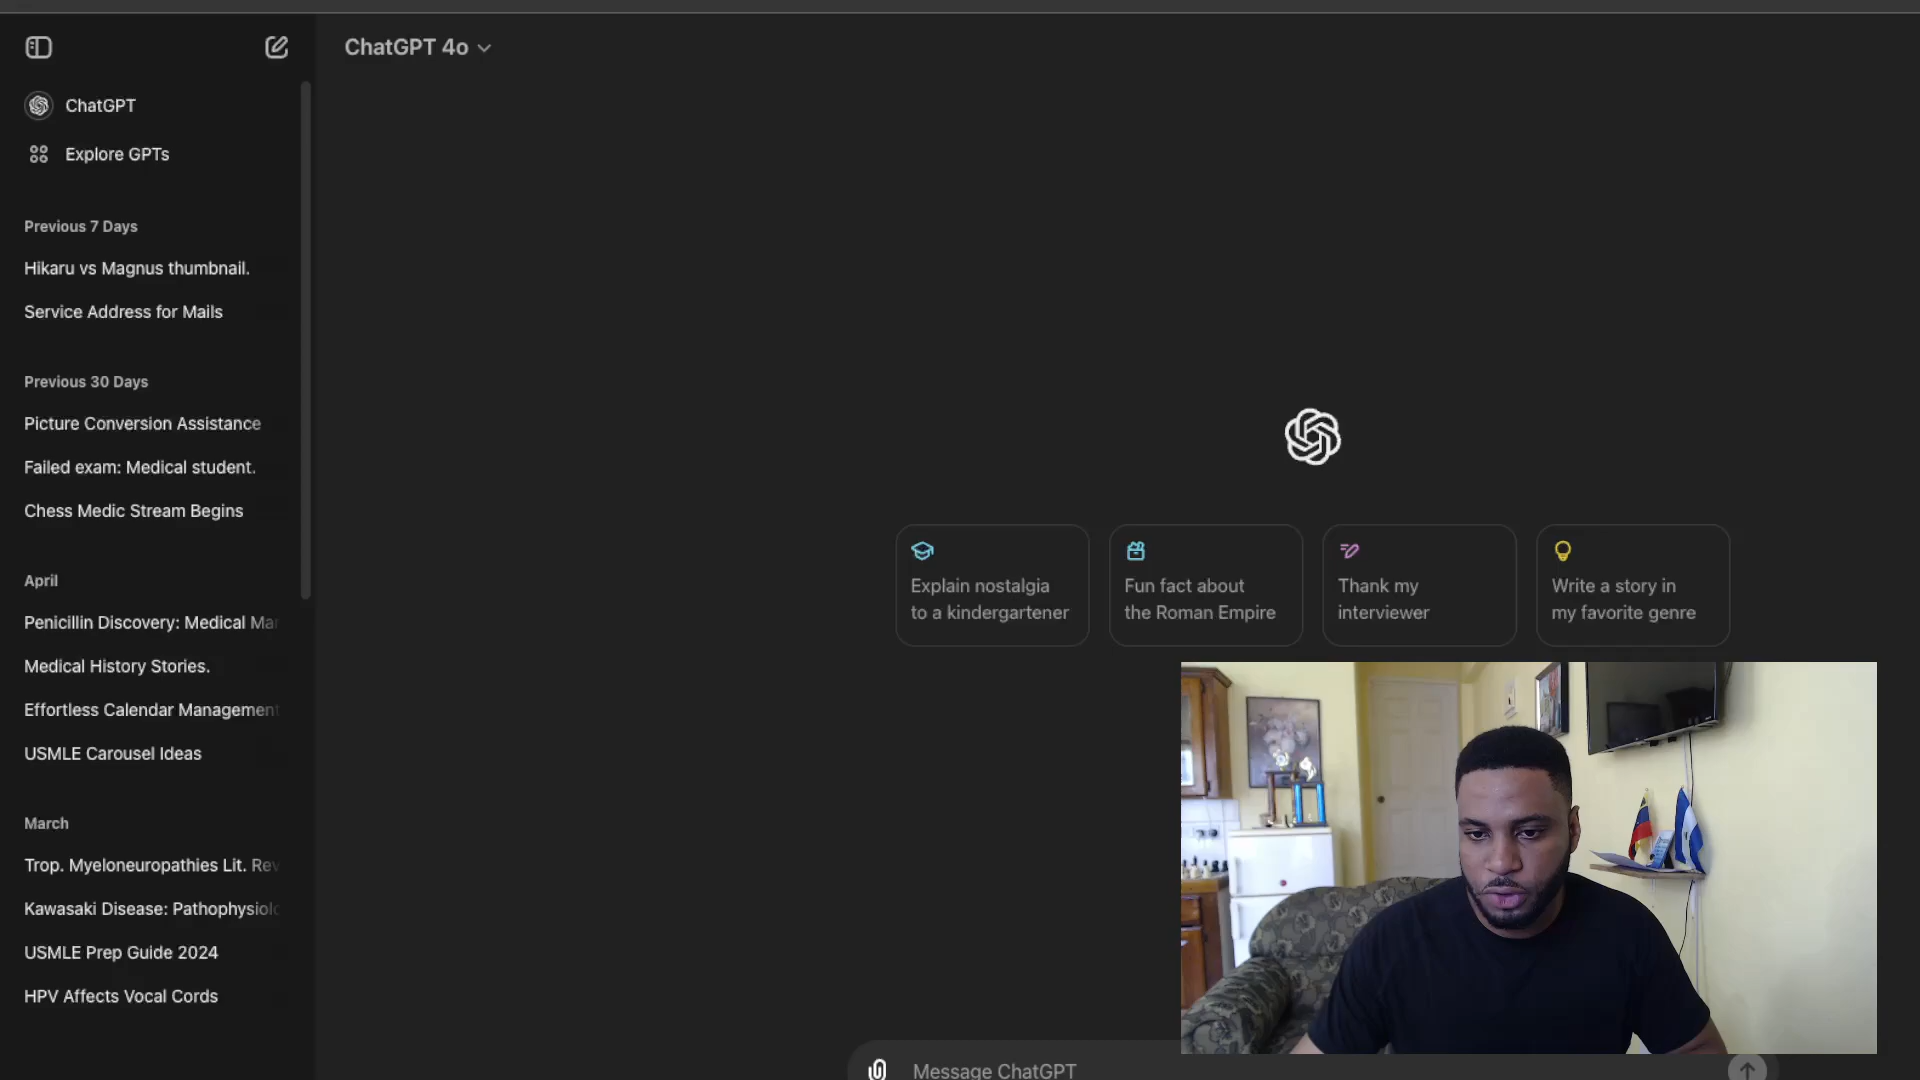 ChatGPT 4o
ChatGPT
Explore GPTs
Previous 7 Days
Hikaru vs Magnus thumbnail.
Service Address for Mails
Previous 30 Days
Picture Conversion Assistance
Failed exam: Medical student.
Chess Medic Stream Begins
April
Penicillin Discovery: Medical Mar
Medical History Stories.
Effortless Calendar Management
USMLE Carousel Ideas
March
Trop. Myeloneuropathies Lit. Rev
Kawasaki Disease: Pathophysiolo
USMLE Prep Guide 2024
HPV Affects Vocal Cords
Explain nostalgia
to a kindergartener
Fun fact about
the Roman Empire
Thank my
interviewer
Write a story in
my favorite genre
Message ChatGPT